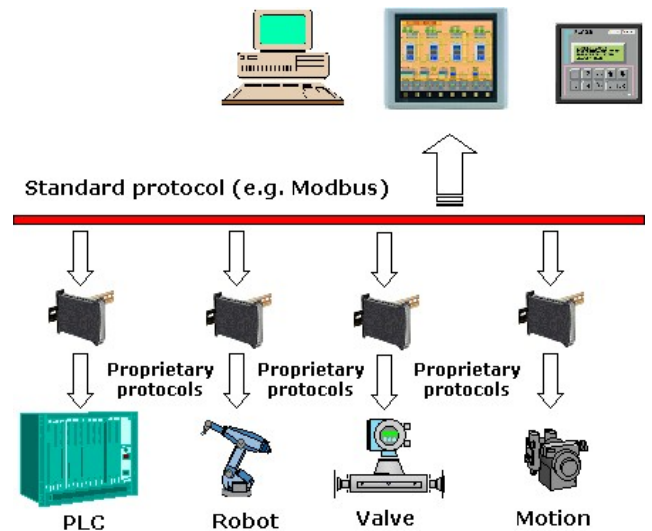 Standard protocol (e.g. Modbus)
Proprietary
protocols
Proprietary
protocols
Proprietary
protocols
PLC
Robot
Valve
Motion